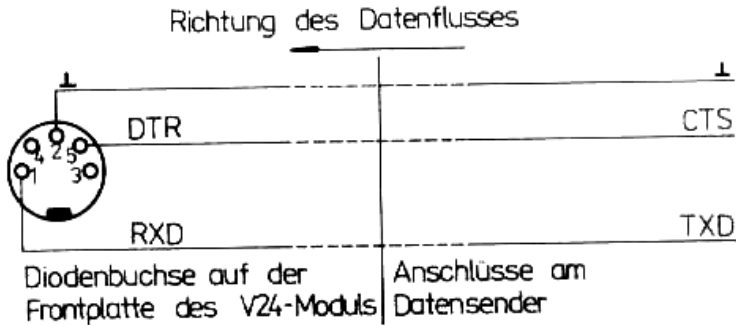 Richtung des Datenflusses
⊥ ⊥
DTR CTS
4 2 5
1 3
RXD TXD
Diodenbuchse auf der
Frontplatte des V24-Moduls
Anschlüsse am
Datensender